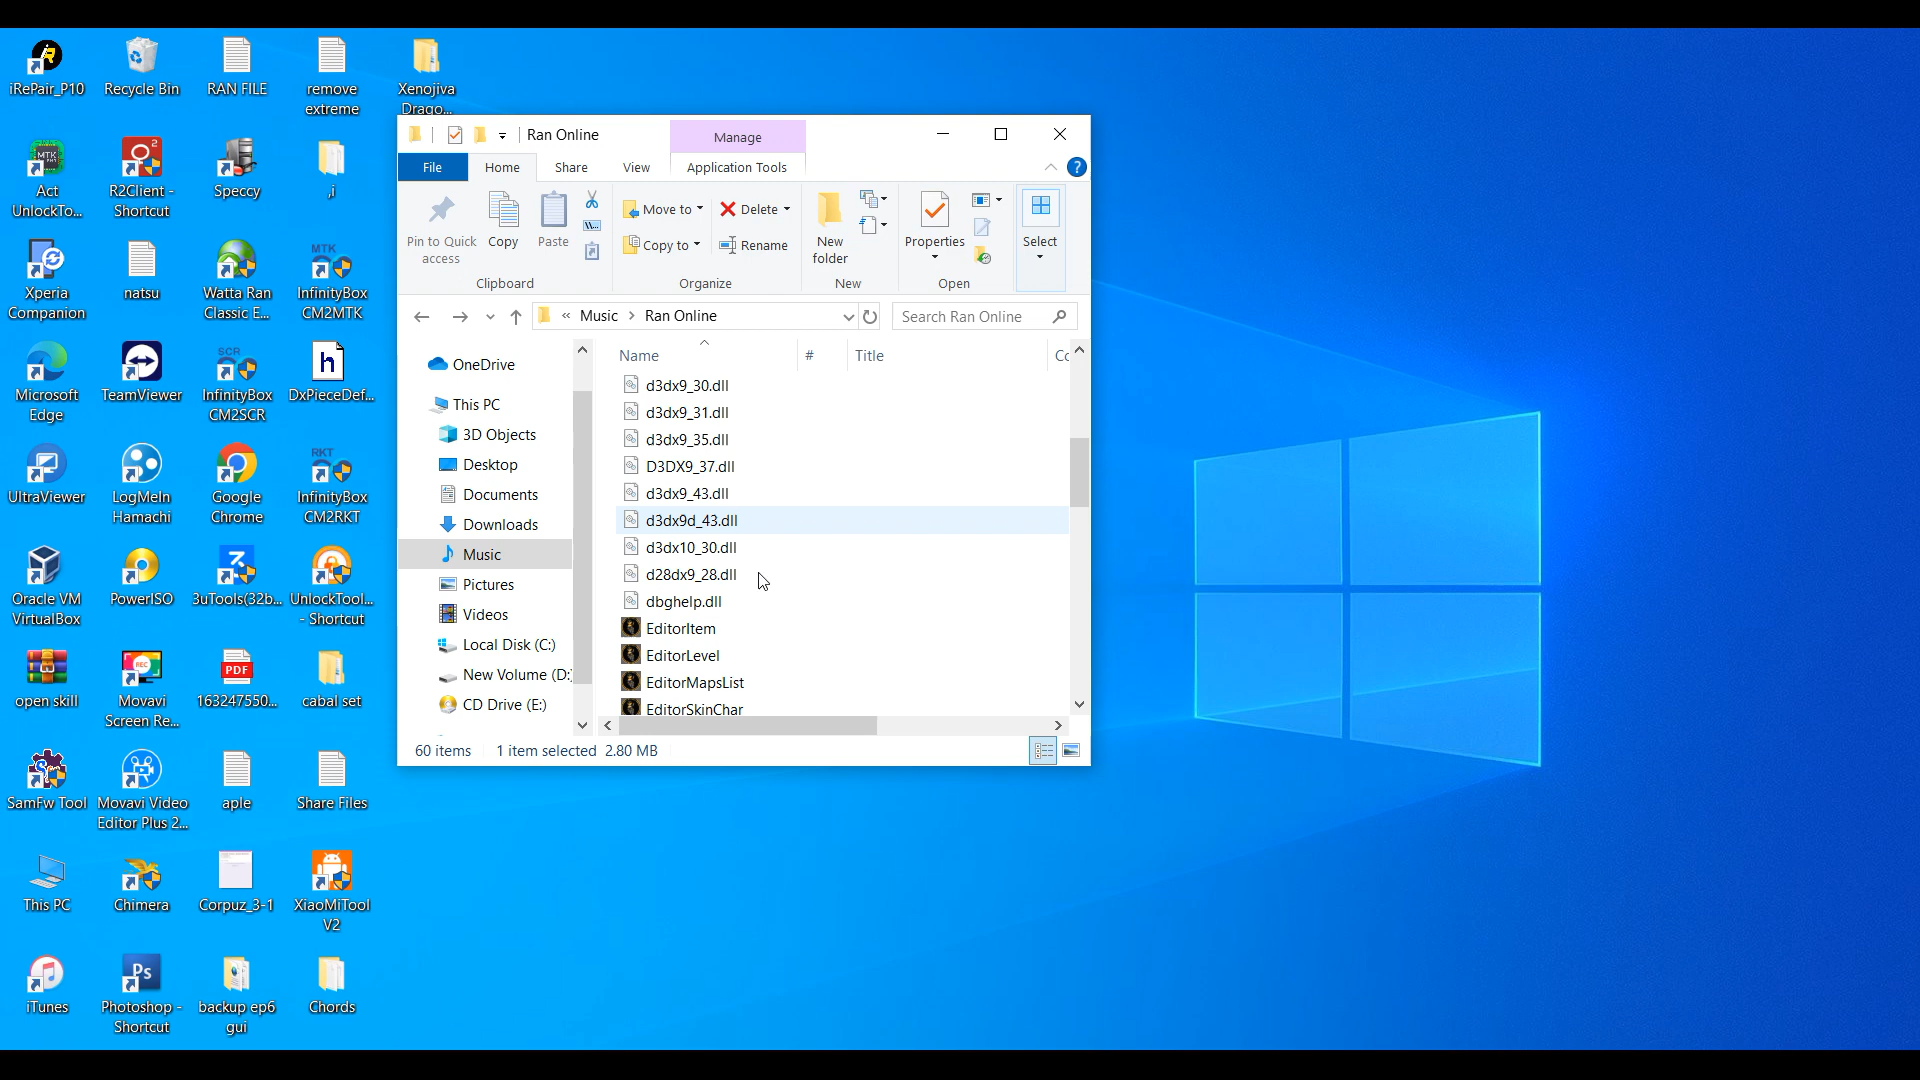 iRePair_P10
Recycle Bin
RAN FILE
remove
extreme
Xenojiva
Drago...
Act
UnlockTo...
R2Client -
Shortcut
Speccy
,i
Xperia
Companion
natsu
Watta Ran
Classic E...
MTK
InfinityBox
CM2MTK
Microsoft
Edge
TeamViewer
SCR
InfinityBox
CM2SCR
h
DxPieceDef...
UltraViewer
LogMeIn
Hamachi
Google
Chrome
RKT
InfinityBox
CM2RKT
Oracle VM
VirtualBox
PowerISO
3uTools(32b...
UnlockTool...
- Shortcut
open skill
REC
Movavi
Screen Re...
PDF
163247550...
cabal set
SamFw Tool
Movavi Video
Editor Plus 2...
aple
Share Files
This PC
Chimera
Corpuz_3-1
XiaoMiTool
V2
iTunes
Ps
Photoshop -
Shortcut
backup ep6
gui
Chords
Ran Online
Manage
File
Home
Share
View
Application Tools
?
Pin to Quick
access
Copy
Paste
Clipboard
Move to
Copy to
Delete
Rename
Organize
New
folder
New
Properties
Open
Select
« Music > Ran Online
Search Ran Online
OneDrive
This PC
3D Objects
Desktop
Documents
Downloads
Music
Pictures
Videos
Local Disk (C:)
New Volume (D:)
CD Drive (E:)
Name
#
Title
Cc
d3dx9_30.dll
d3dx9_31.dll
d3dx9_35.dll
D3DX9_37.dll
d3dx9_43.dll
d3dx9d_43.dll
d3dx10_30.dll
d28dx9_28.dll
dbghelp.dll
EditorItem
EditorLevel
EditorMapsList
EditorSkinChar
60 items
1 item selected 2.80 MB